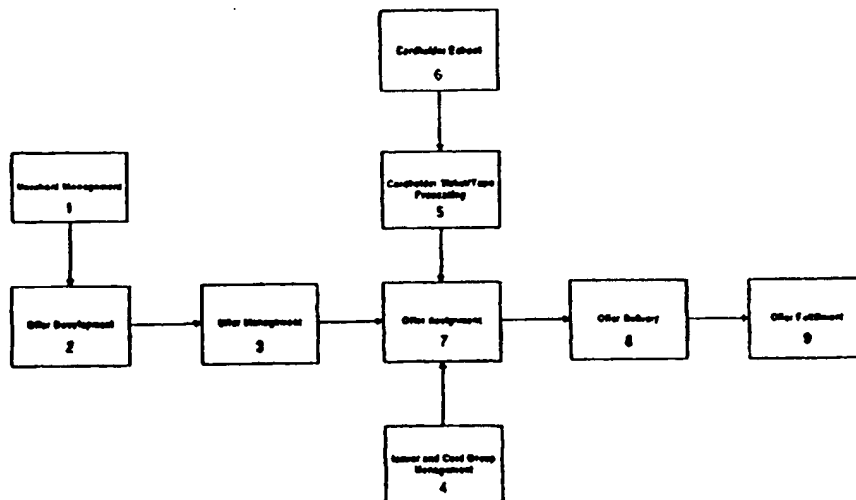 Cardholder Extract
6
Merchant Management
1
Cardholder Status/Tape
Processing
5
Offer Development
2
Offer Management
3
Offer Assignment
7
Offer Delivery
8
Offer Fulfillment
9
Issuer and Card Group
Management
4